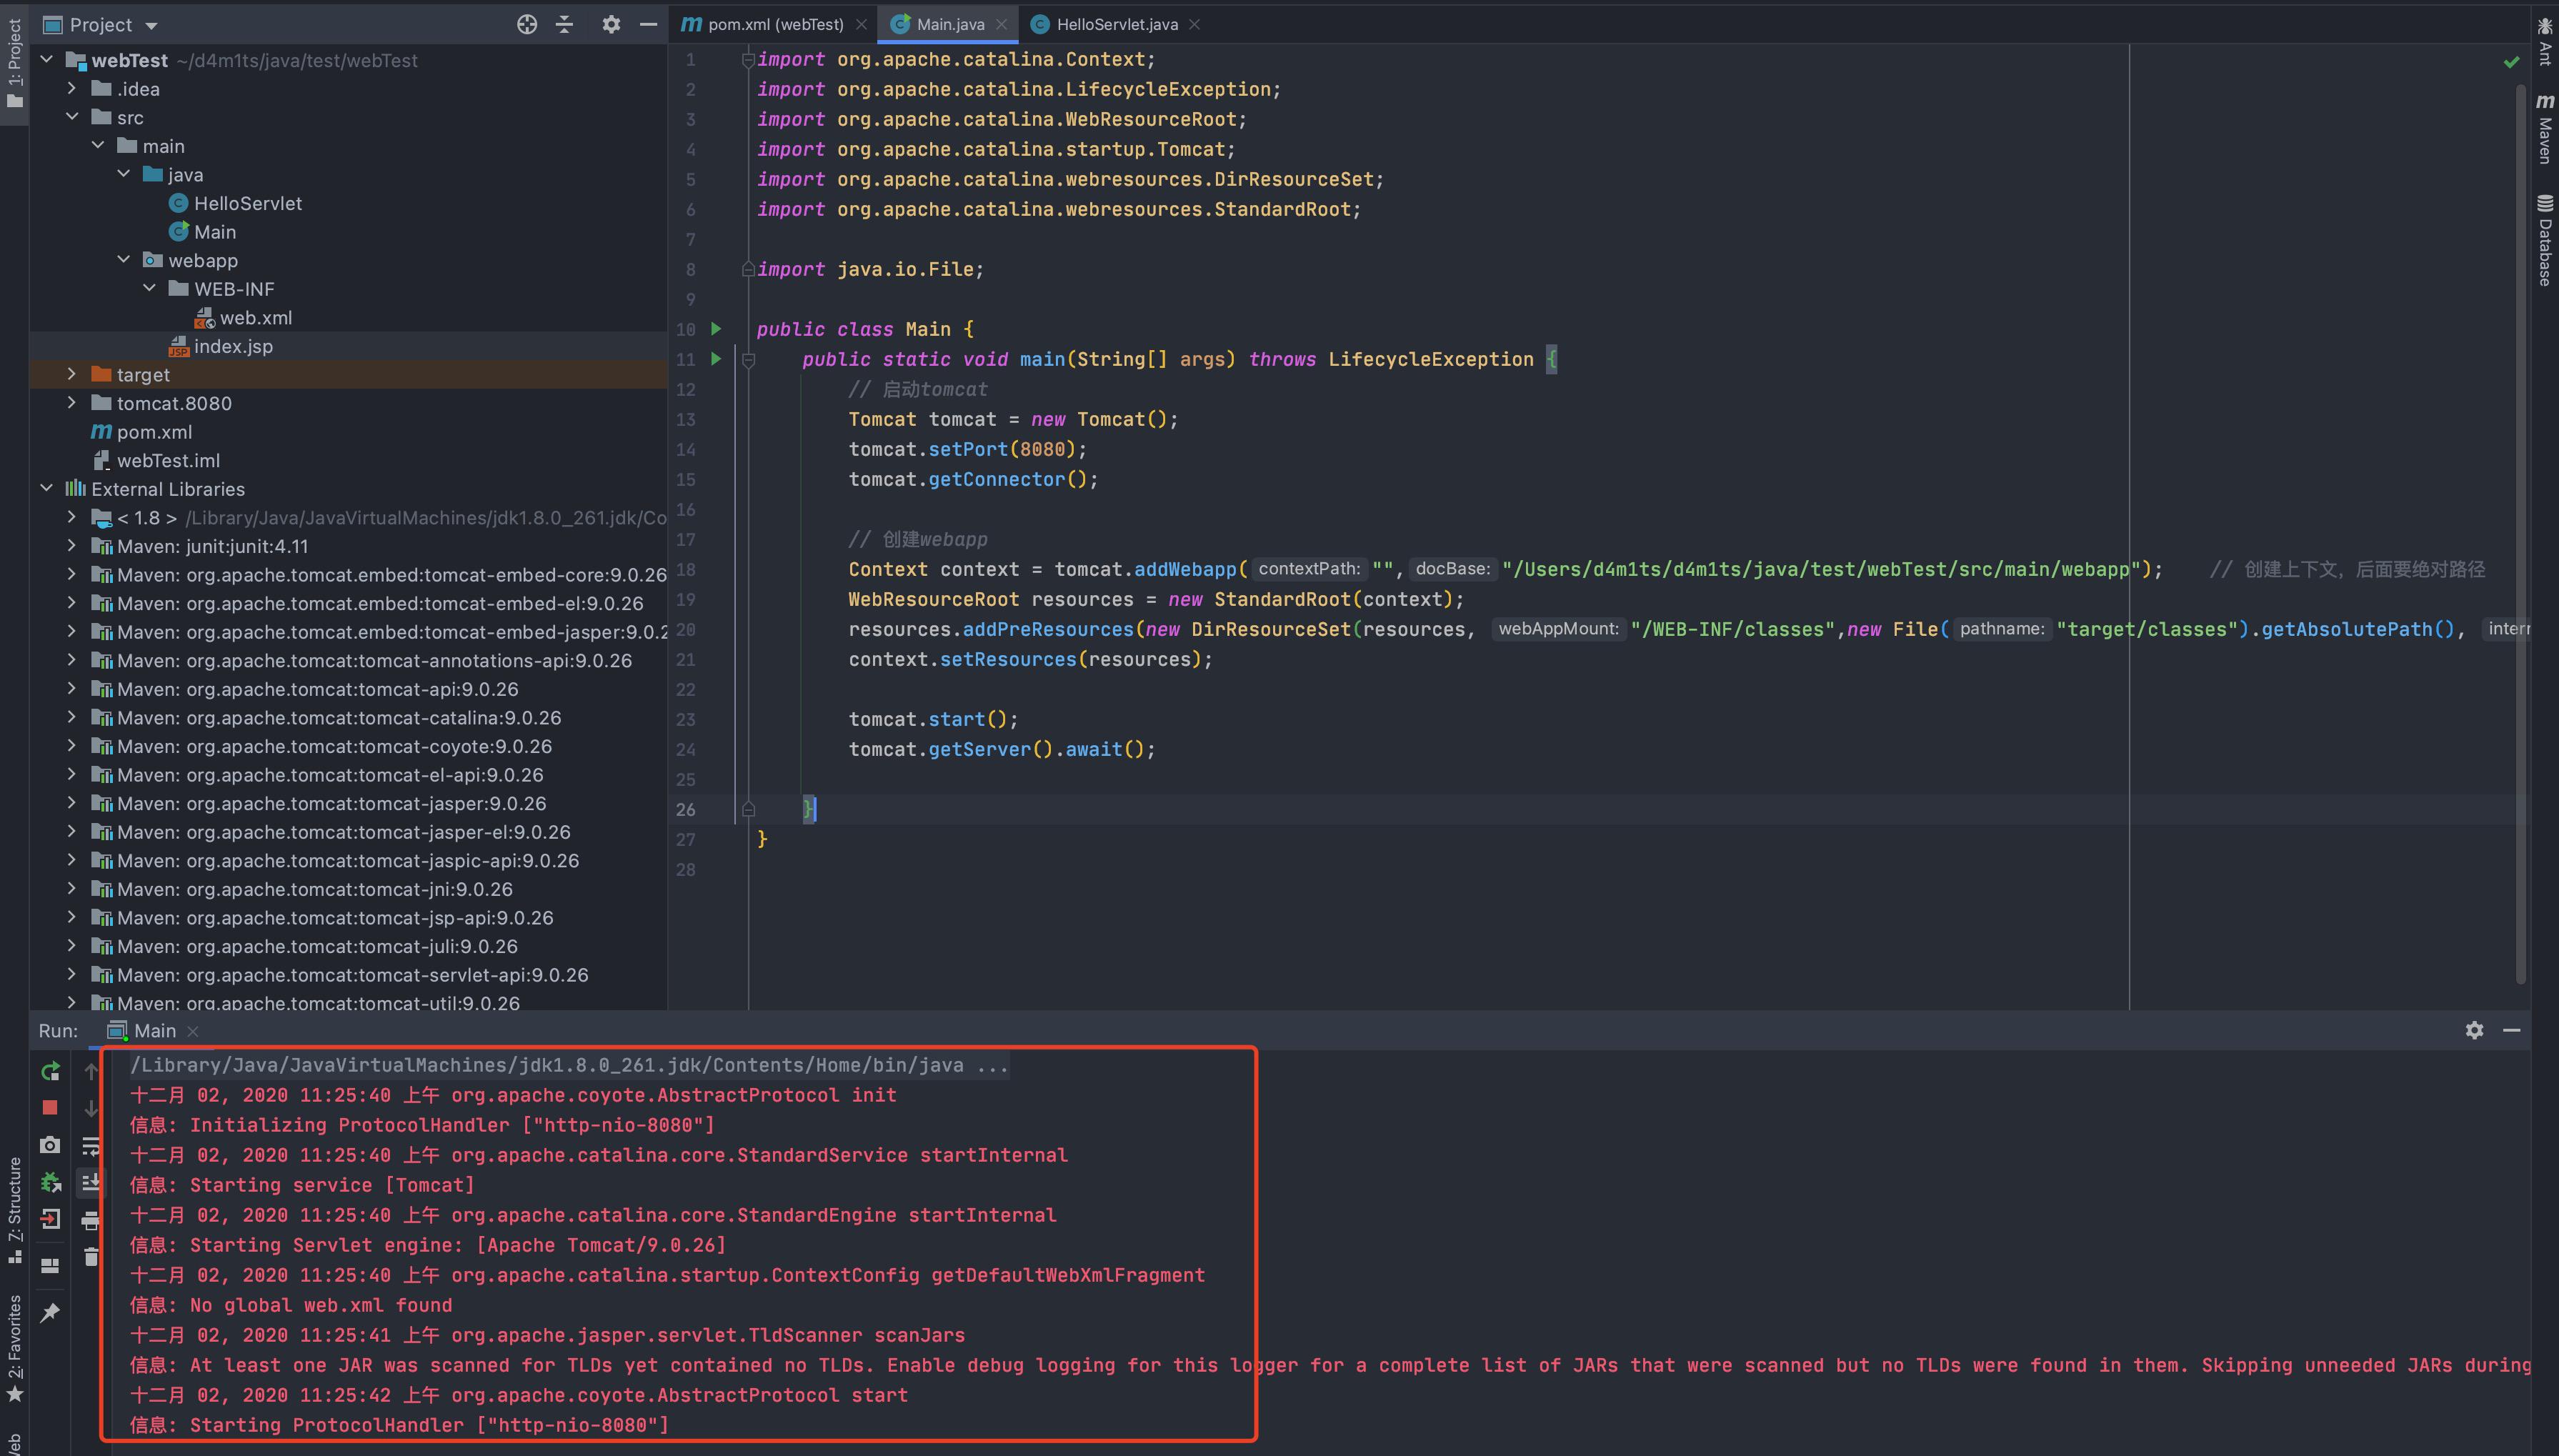 1: Project
Project
webTest ~/d4m1ts/java/test/webTest
.idea
src
main
java
HelloServlet
Main
webapp
WEB-INF
web.xml
index.jsp
target
tomcat.8080
pom.xml
webTest.iml
External Libraries
< 1.8 > /Library/Java/JavaVirtualMachines/jdk1.8.0_261.jdk/Co
Maven: junit:junit:4.11
Maven: org.apache.tomcat.embed:tomcat-embed-core:9.0.26
Maven: org.apache.tomcat.embed:tomcat-embed-el:9.0.26
Maven: org.apache.tomcat.embed:tomcat-embed-jasper:9.0.2
Maven: org.apache.tomcat:tomcat-annotations-api:9.0.26
Maven: org.apache.tomcat:tomcat-api:9.0.26
Maven: org.apache.tomcat:tomcat-catalina:9.0.26
Maven: org.apache.tomcat:tomcat-coyote:9.0.26
Maven: org.apache.tomcat:tomcat-el-api:9.0.26
Maven: org.apache.tomcat:tomcat-jasper:9.0.26
Maven: org.apache.tomcat:tomcat-jasper-el:9.0.26
Maven: org.apache.tomcat:tomcat-jaspic-api:9.0.26
Maven: org.apache.tomcat:tomcat-jni:9.0.26
Maven: org.apache.tomcat:tomcat-jsp-api:9.0.26
Maven: org.apache.tomcat:tomcat-juli:9.0.26
Maven: org.apache.tomcat:tomcat-servlet-api:9.0.26
Maven: org.apache.tomcat:tomcat-util:9.0.26
pom.xml (webTest) Main.java HelloServlet.java
1 import org.apache.catalina.Context;
2 import org.apache.catalina.LifecycleException;
3 import org.apache.catalina.WebResourceRoot;
4 import org.apache.catalina.startup.Tomcat;
5 import org.apache.catalina.webresources.DirResourceSet;
6 import org.apache.catalina.webresources.StandardRoot;
7
8 import java.io.File;
9
10 public class Main {
11 public static void main(String[] args) throws LifecycleException {
12 // 启动tomcat
13 Tomcat tomcat = new Tomcat();
14 tomcat.setPort(8080);
15 tomcat.getConnector();
16
17 // 创建webapp
18 Context context = tomcat.addWebapp( contextPath: "", docBase: "/Users/d4m1ts/d4m1ts/java/test/webTest/src/main/webapp"); // 创建上下文，后面要绝对路径
19 WebResourceRoot resources = new StandardRoot(context);
20 resources.addPreResources(new DirResourceSet(resources, webAppMount: "/WEB-INF/classes",new File( pathname: "target/classes").getAbsolutePath(), intern
21 context.setResources(resources);
22
23 tomcat.start();
24 tomcat.getServer().await();
25
26 }
27 }
28
Ant
Maven
Database
Run: Main
/Library/Java/JavaVirtualMachines/jdk1.8.0_261.jdk/Contents/Home/bin/java ...
十二月 02, 2020 11:25:40 上午 org.apache.coyote.AbstractProtocol init
信息: Initializing ProtocolHandler ["http-nio-8080"]
十二月 02, 2020 11:25:40 上午 org.apache.catalina.core.StandardService startInternal
信息: Starting service [Tomcat]
十二月 02, 2020 11:25:40 上午 org.apache.catalina.core.StandardEngine startInternal
信息: Starting Servlet engine: [Apache Tomcat/9.0.26]
十二月 02, 2020 11:25:40 上午 org.apache.catalina.startup.ContextConfig getDefaultWebXmlFragment
信息: No global web.xml found
十二月 02, 2020 11:25:41 上午 org.apache.jasper.servlet.TldScanner scanJars
信息: At least one JAR was scanned for TLDs yet contained no TLDs. Enable debug logging for this logger for a complete list of JARs that were scanned but no TLDs were found in them. Skipping unneeded JARs during
十二月 02, 2020 11:25:42 上午 org.apache.coyote.AbstractProtocol start
信息: Starting ProtocolHandler ["http-nio-8080"]
7: Structure
2: Favorites